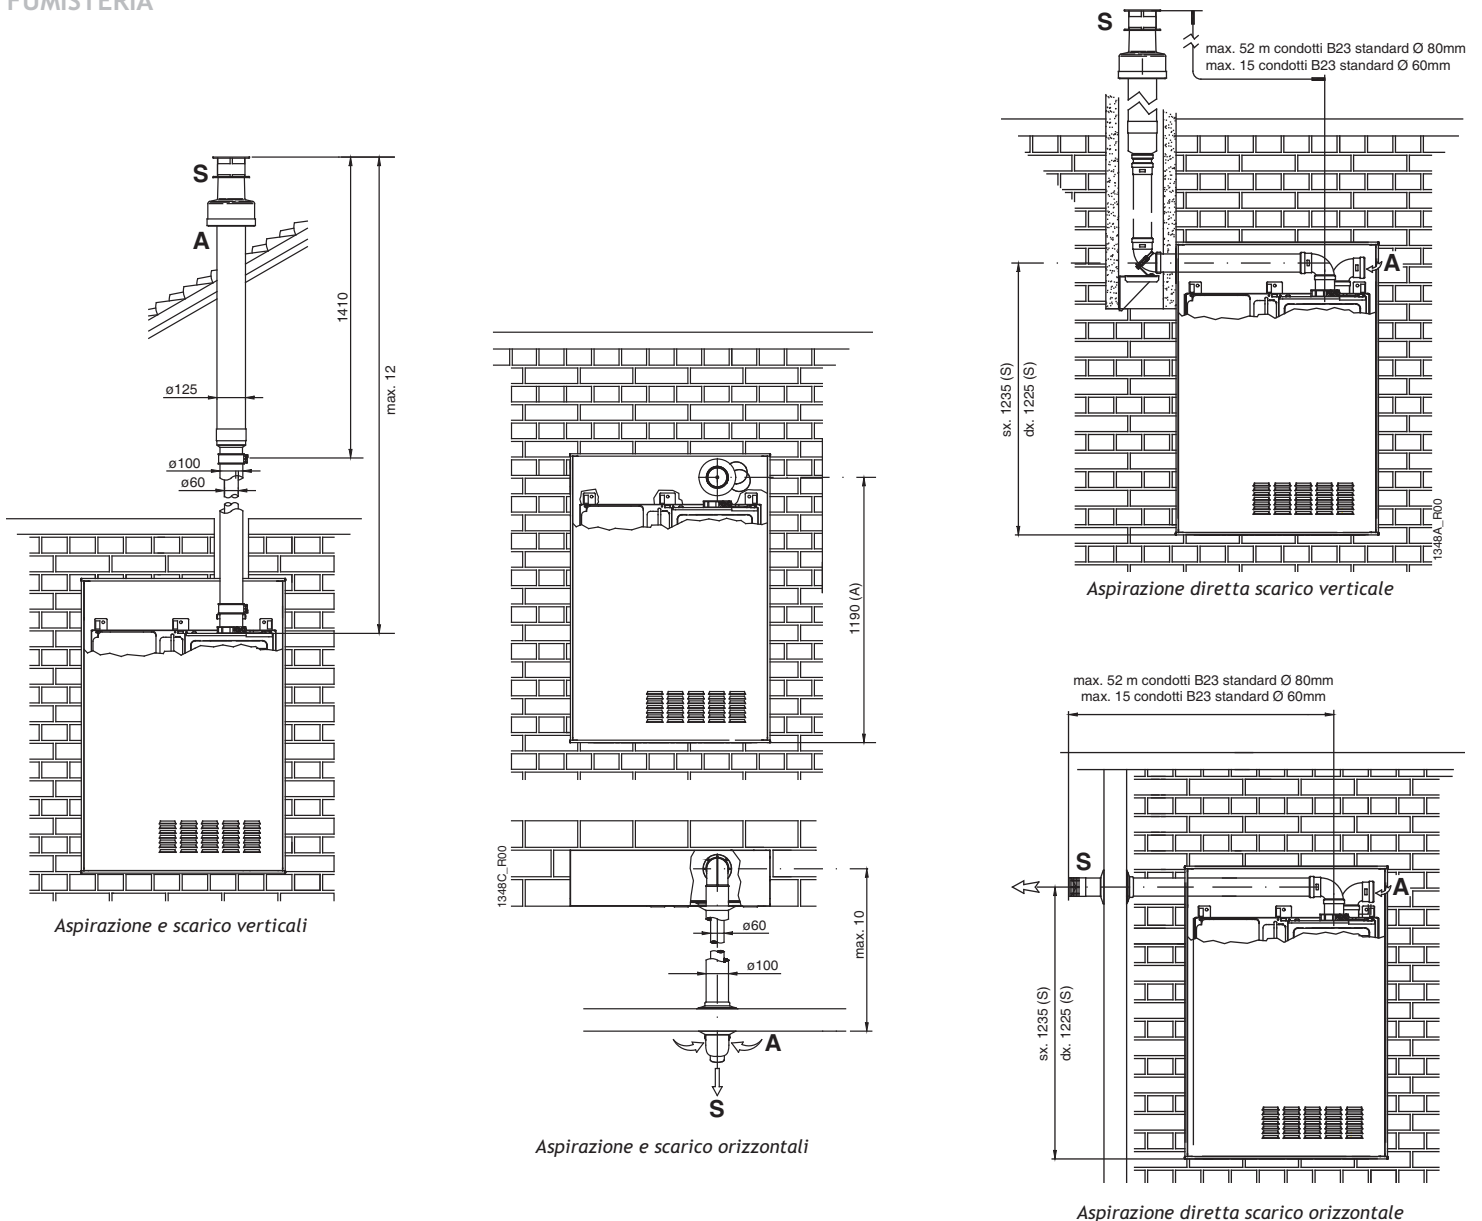 FUMISTERIA
S
A
1410
max. 12
ø125
ø100
ø60
Aspirazione e scarico verticali
1190 (A)
1348C_R00
ø60
ø100
max. 10
A
S
Aspirazione e scarico orizzontali
S
max. 52 m condotti B23 standard Ø 80mm
max. 15 condotti B23 standard Ø 60mm
A
sx. 1235 (S)
dx. 1225 (S)
1348A_R00
Aspirazione diretta scarico verticale
max. 52 m condotti B23 standard Ø 80mm
max. 15 condotti B23 standard Ø 60mm
S
A
sx. 1235 (S)
dx. 1225 (S)
Aspirazione diretta scarico orizzontale